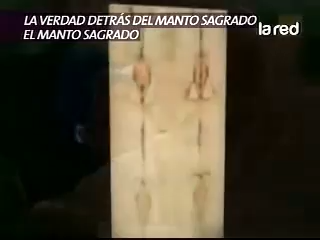 LA VERDAD DETRÁS DEL MANTO SAGRADO
EL MANTO SAGRADO
la red